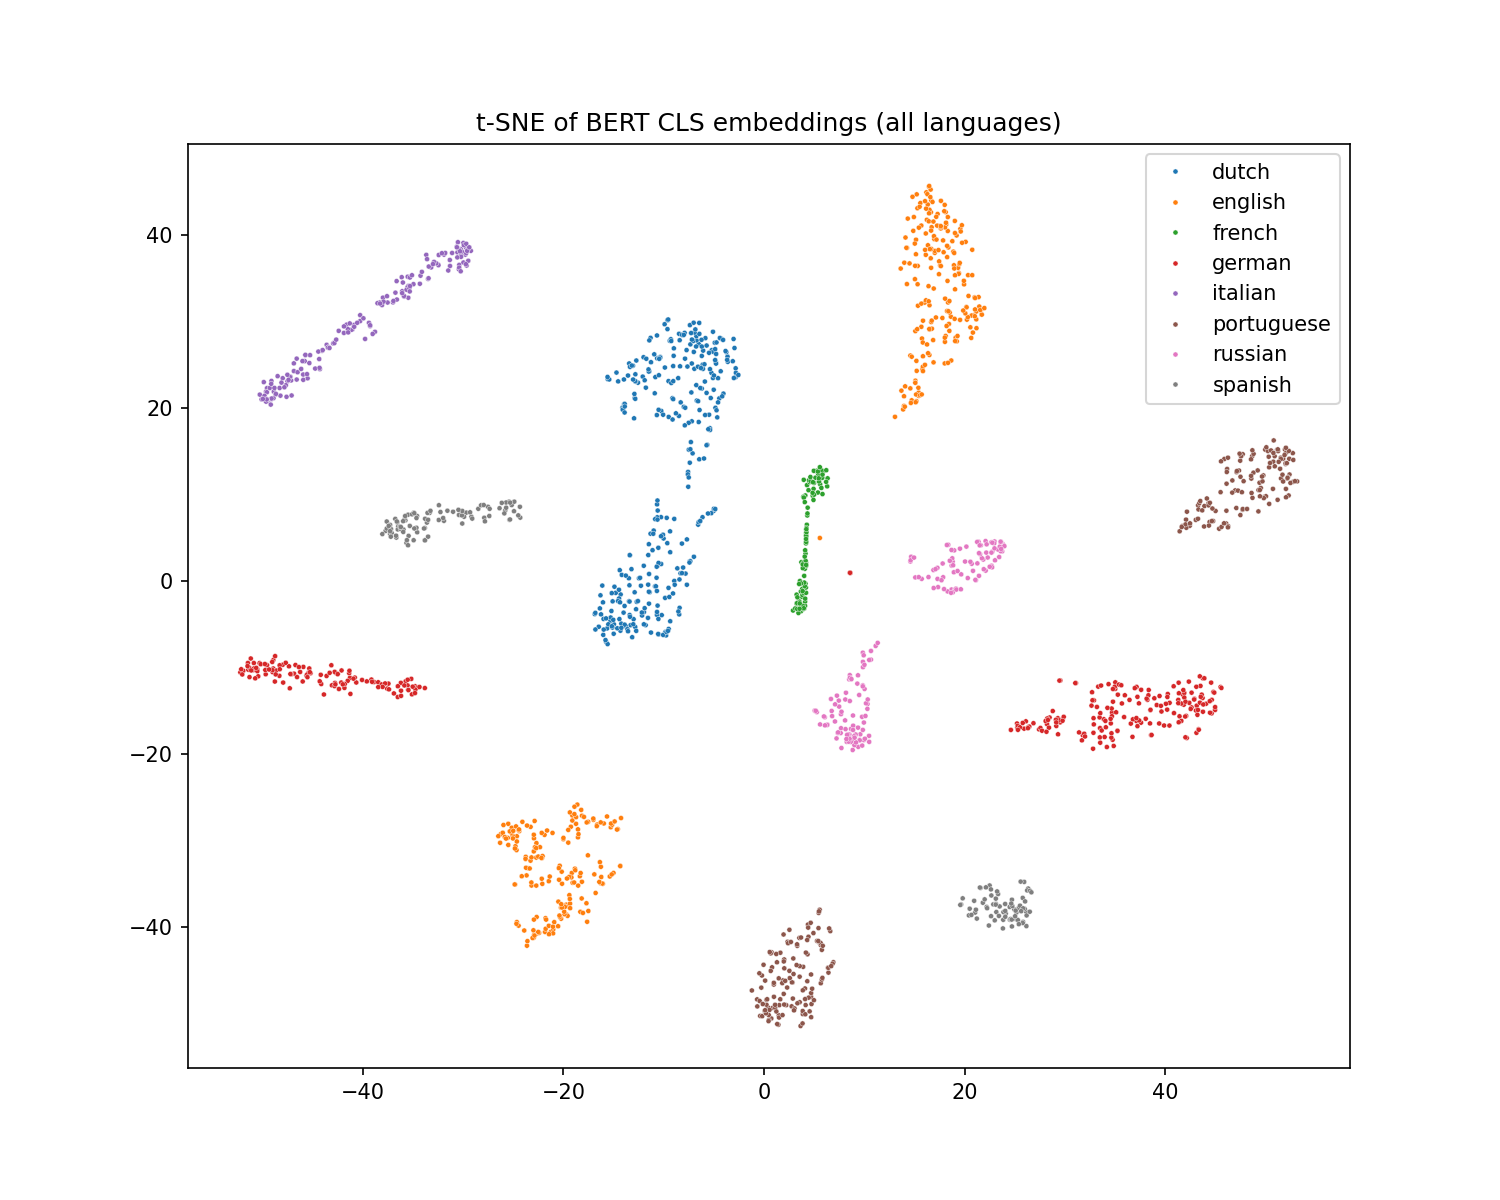 t-SNE of BERT CLS embeddings (all languages)
dutch
english
french
german
italian
portuguese
russian
spanish
40
20
0
−20
−40
−40
−20
0
20
40